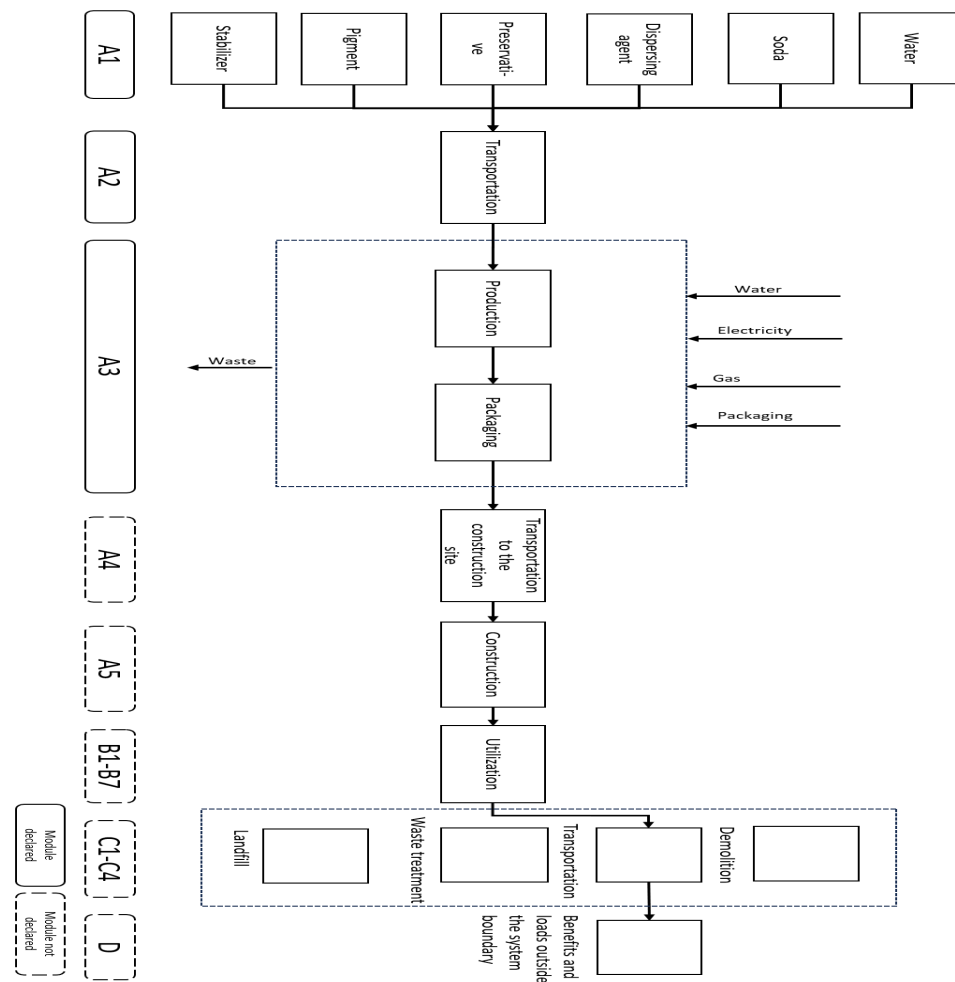 A1
Stabilizer
Pigment
Preservati-
ve
Dispersing
agent
Soda
Water
A2
Transportation
A3
Production
Packaging
Water
Electricity
Gas
Packaging
Waste
A4
Transportation
to the
construction
site
A5
Construction
B1-B7
Utilization
C1-C4
Landfill
Waste treatment
Transportation
Demolition
D
Benefits and
loads outside
the system
boundary
Module
declared
Module not
declared